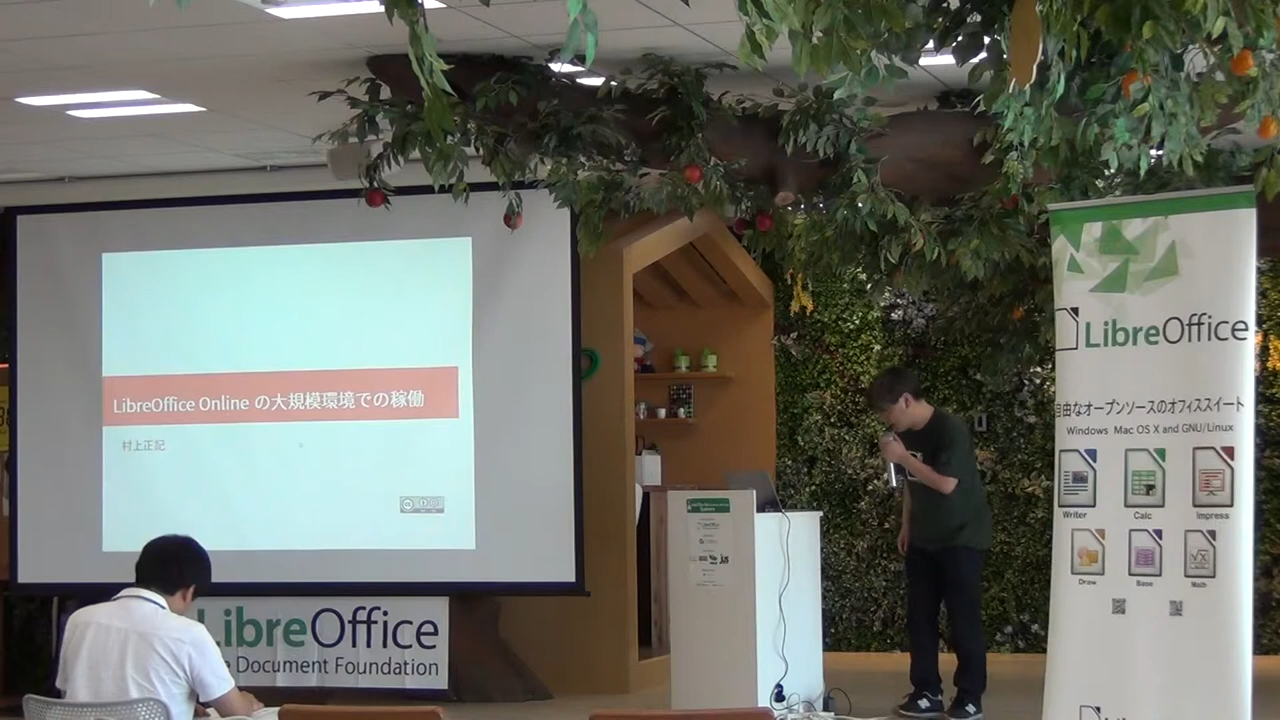 LibreOffice Online の大規模環境での稼働
村上正記
LibreOffice
Document Foundation
LibreOffice
自由なオープンソースのオフィススイート
Windows Mac OS X and GNU/Linux
Writer Calc Impress
Draw Base Math